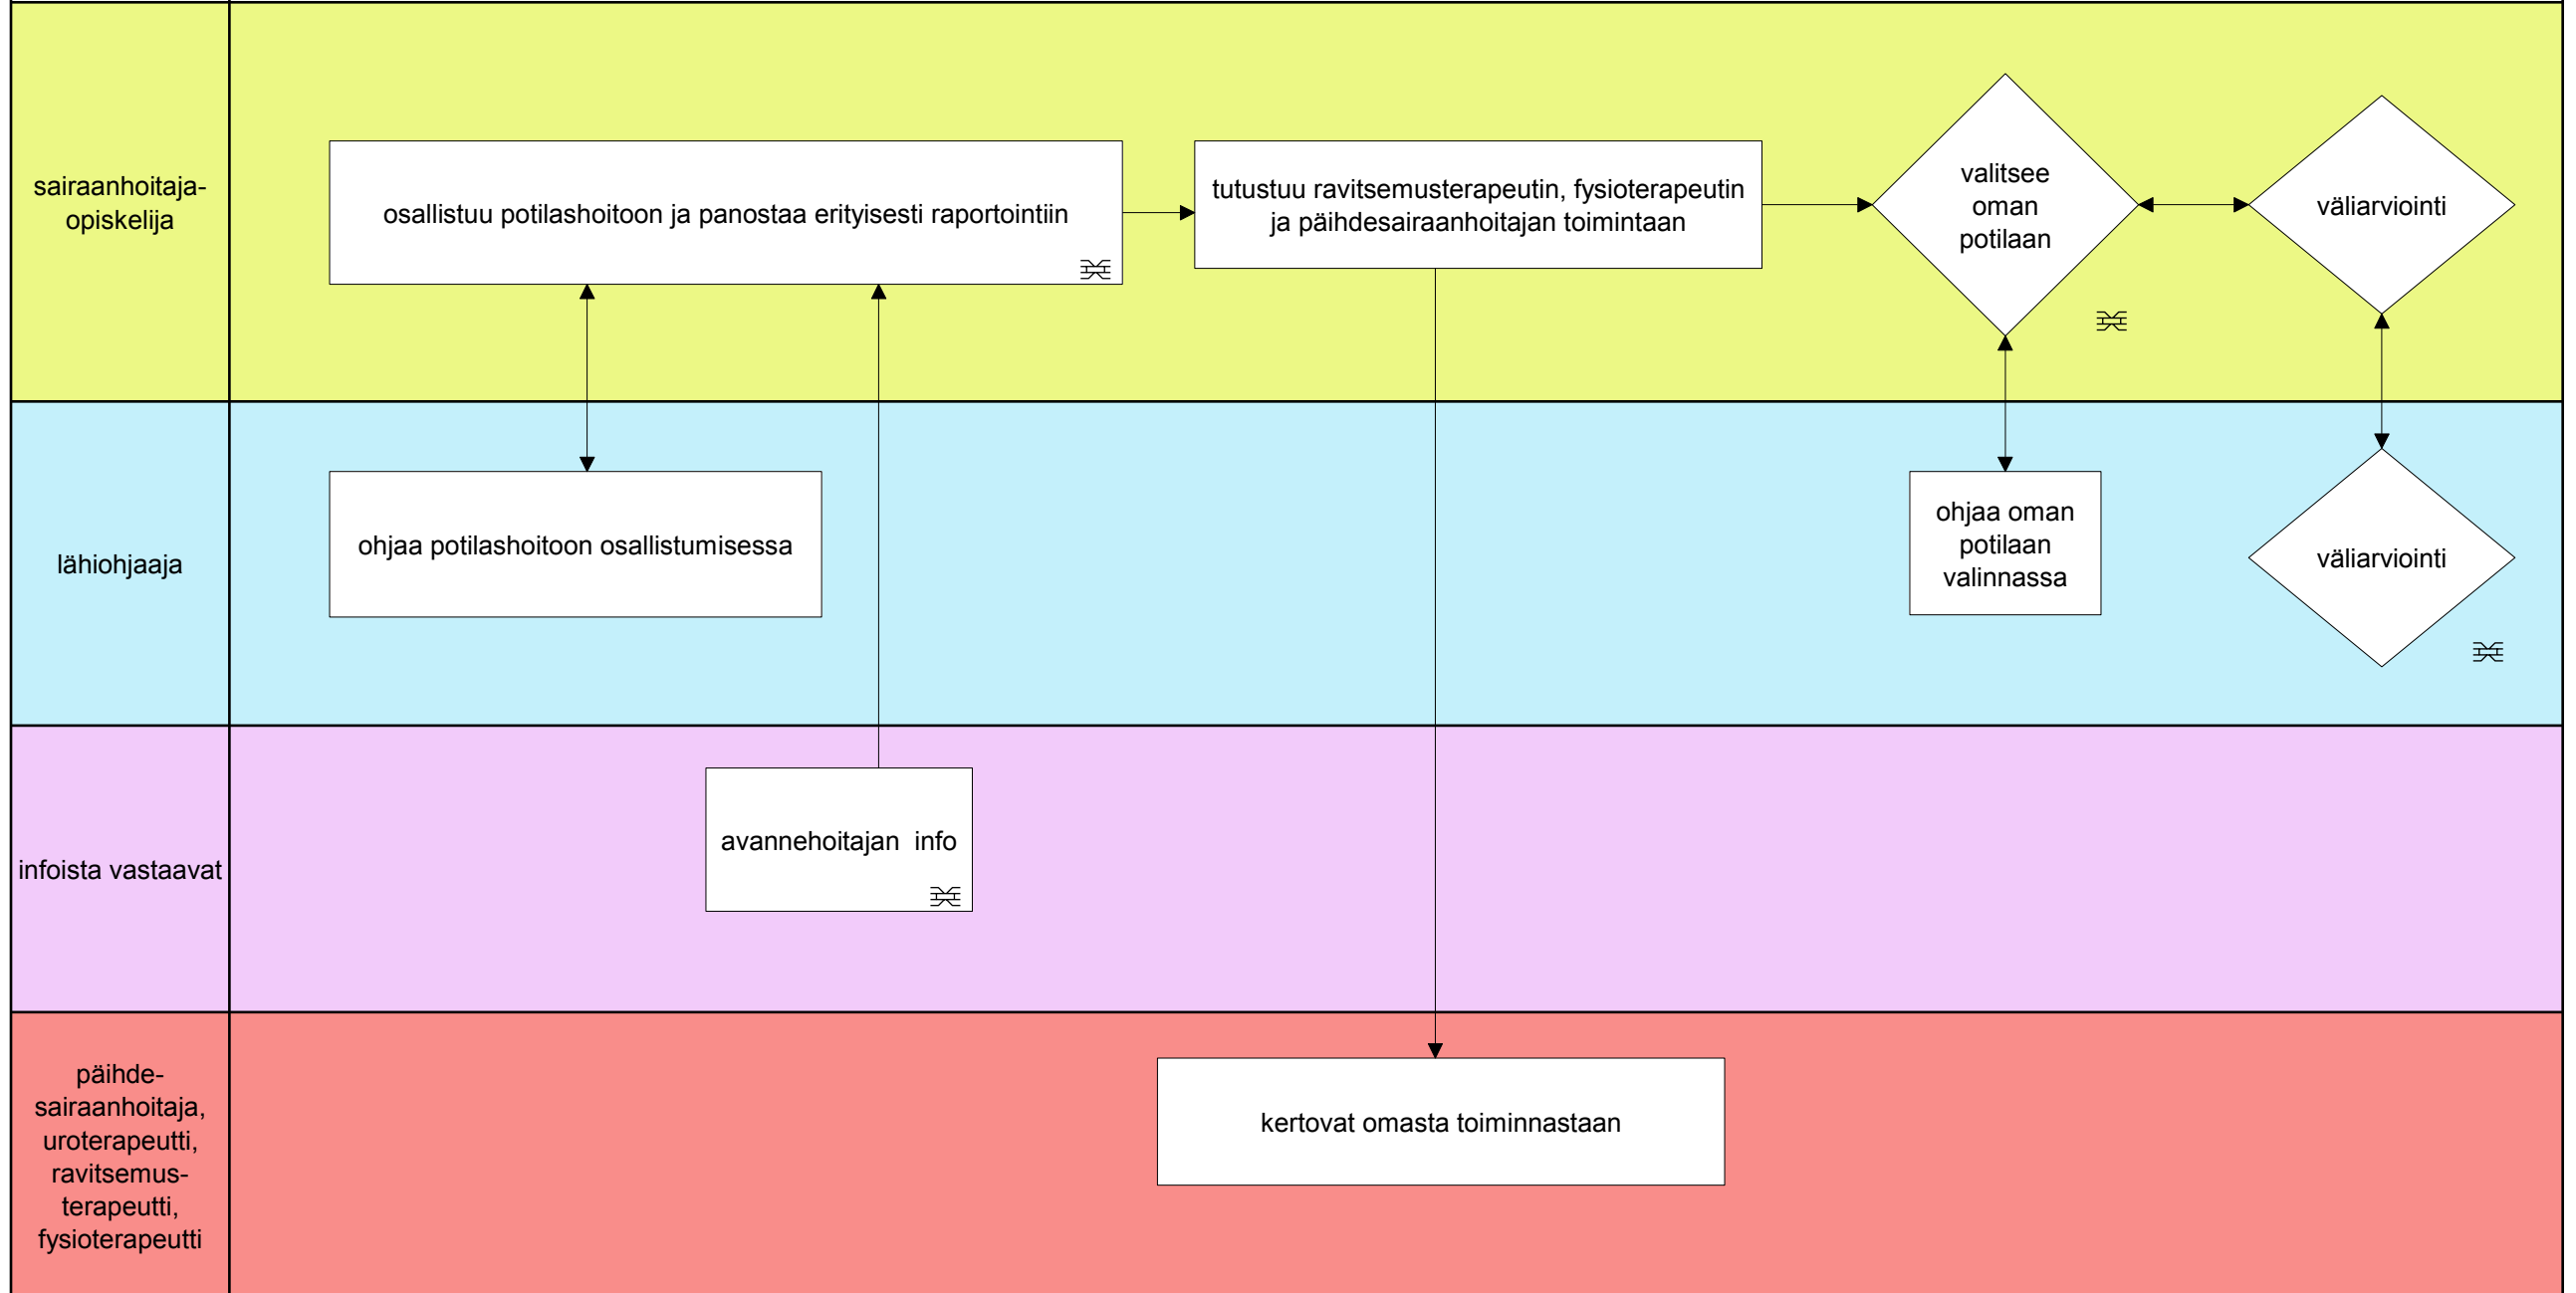 sairaanhoitaja-
opiskelija
osallistuu potilashoitoon ja panostaa erityisesti raportointiin
tutustuu ravitsemusterapeutin, fysioterapeutin
ja päihdesairaanhoitajan toimintaan
valitsee
oman
potilaan
väliarviointi
lähiohjaaja
ohjaa potilashoitoon osallistumisessa
ohjaa oman
potilaan
valinnassa
väliarviointi
infoista vastaavat
avannehoitajan  info
päihde-
sairaanhoitaja,
uroterapeutti,
ravitsemus-
terapeutti,
fysioterapeutti
kertovat omasta toiminnastaan